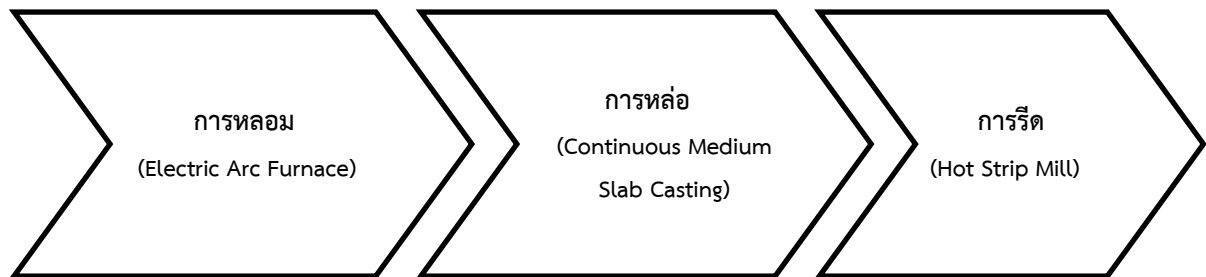 การหลอม
(Electric Arc Furnace)
การหล่อ
(Continuous Medium
Slab Casting)
การรีด
(Hot Strip Mill)